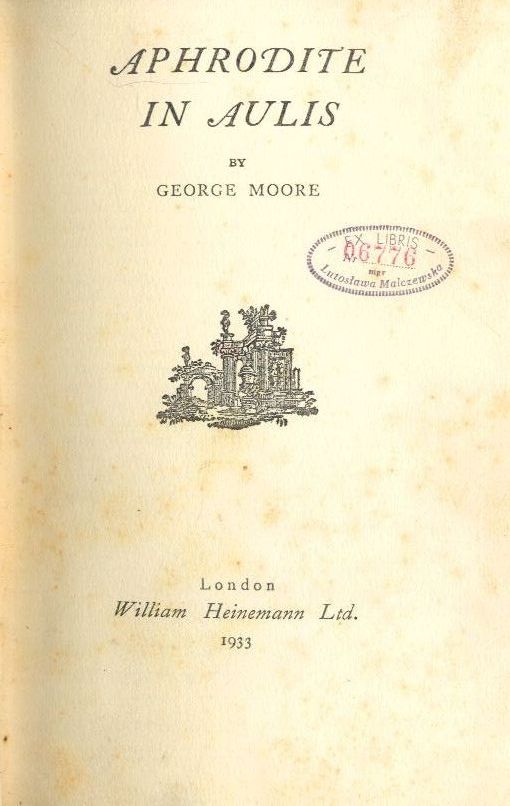 APHRODITE
IN AULIS
BY
GEORGE MOORE
EX LIBRIS
06776
mgr
Lutosława Malczewska
London
William Heinemann Ltd.
1933